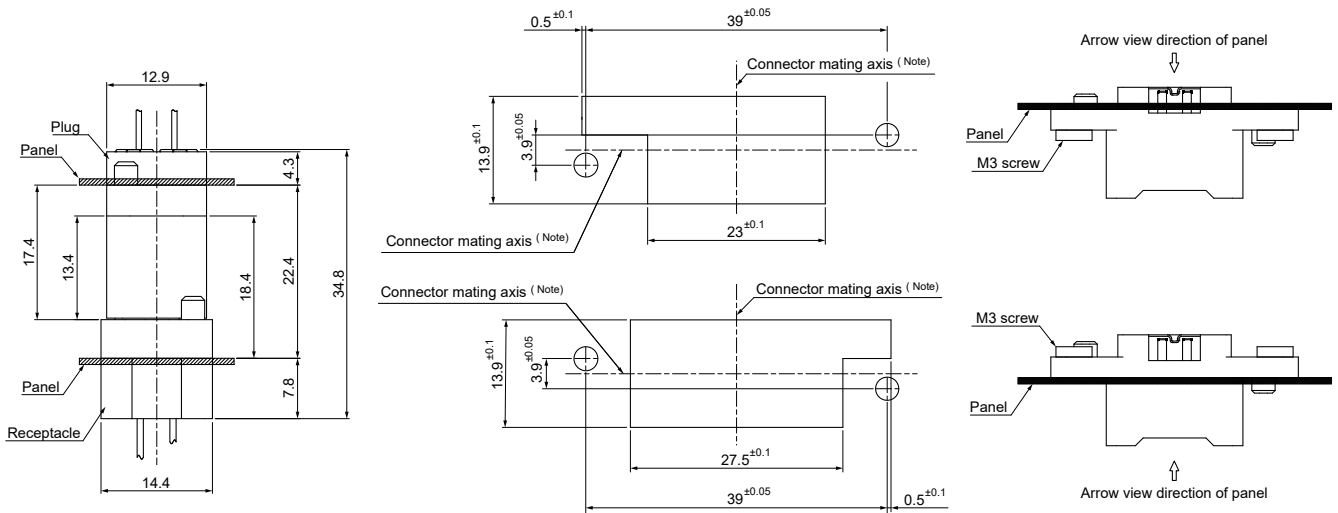 12.9
Plug
Panel
4.3
17.4
13.4
18.4
22.4
34.8
Panel
7.8
Receptacle
14.4
0.5±0.1
39±0.05
Connector mating axis (Note)
13.9±0.1
3.9±0.05
Connector mating axis (Note)
23±0.1
Connector mating axis (Note)
Connector mating axis (Note)
13.9±0.1
3.9±0.05
27.5±0.1
39±0.05
0.5±0.1
Arrow view direction of panel
Panel
M3 screw
M3 screw
Panel
Arrow view direction of panel